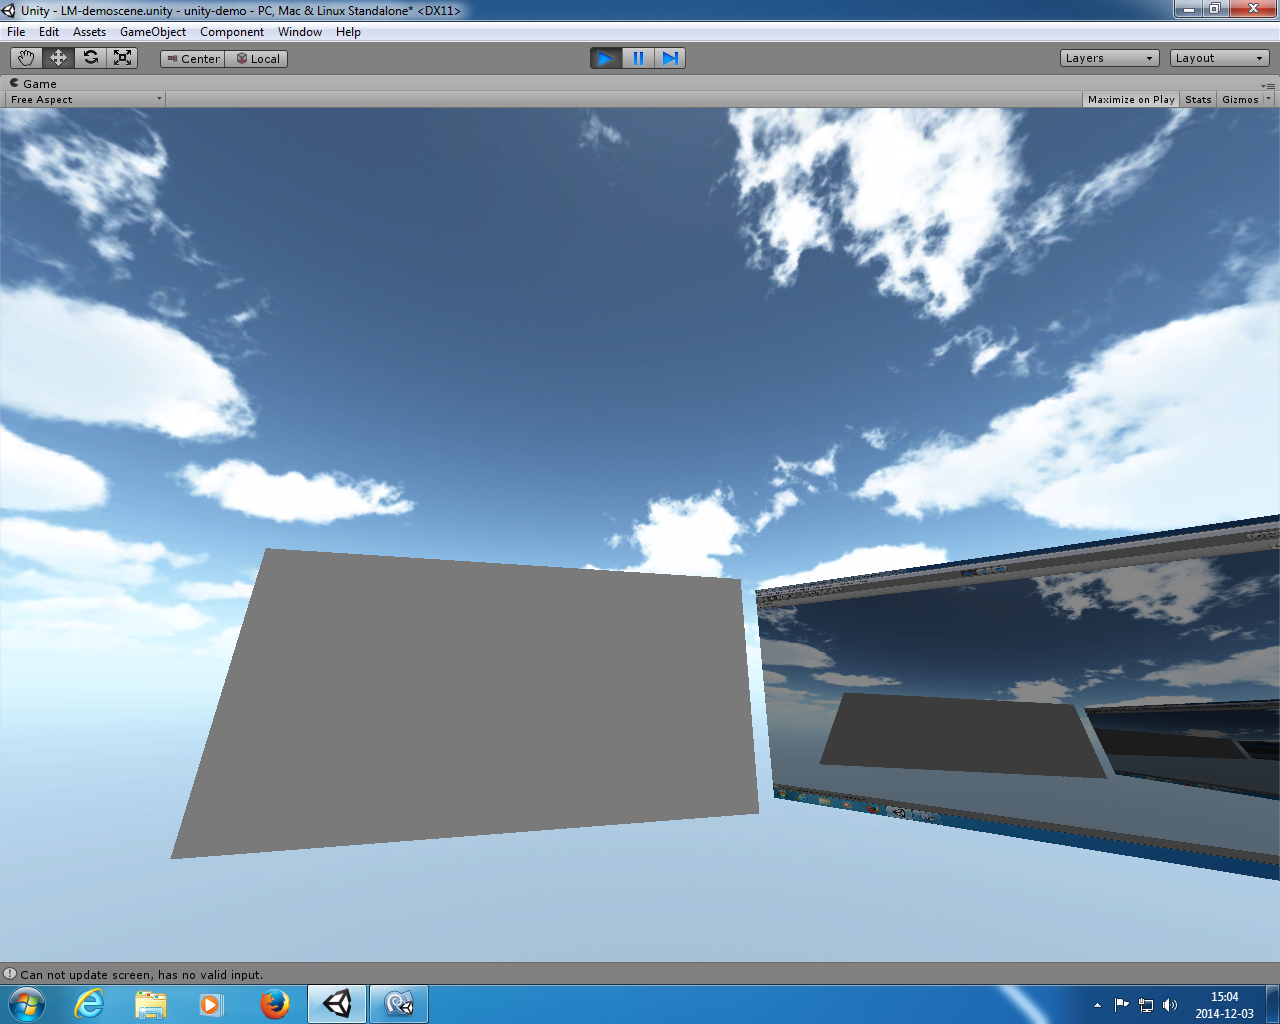 Unity - LM-demoscene.unity - unity-demo - PC, Mac & Linux Standalone* <DX11>
File Edit Assets GameObject Component Window Help
Center Local Layers Layout
Game
Free Aspect Maximize on Play Stats Gizmos
Can not update screen, has no valid input.
15:04
2014-12-03